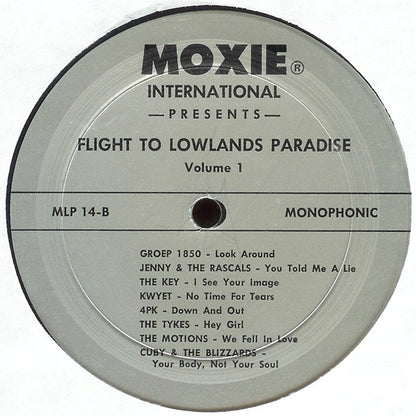 MOXIE®
INTERNATIONAL
—PRESENTS—
FLIGHT TO LOWLANDS PARADISE
Volume 1
MLP 14-B
MONOPHONIC
GROEP 1850 - Look Around
JENNY & THE RASCALS - You Told Me A Lie
THE KEY - I See Your Image
KWYET - No Time For Tears
4PK - Down And Out
THE TYKES - Hey Girl
THE MOTIONS - We Fell In Love
CUBY & THE BLIZZARDS -
Your Body, Not Your Soul